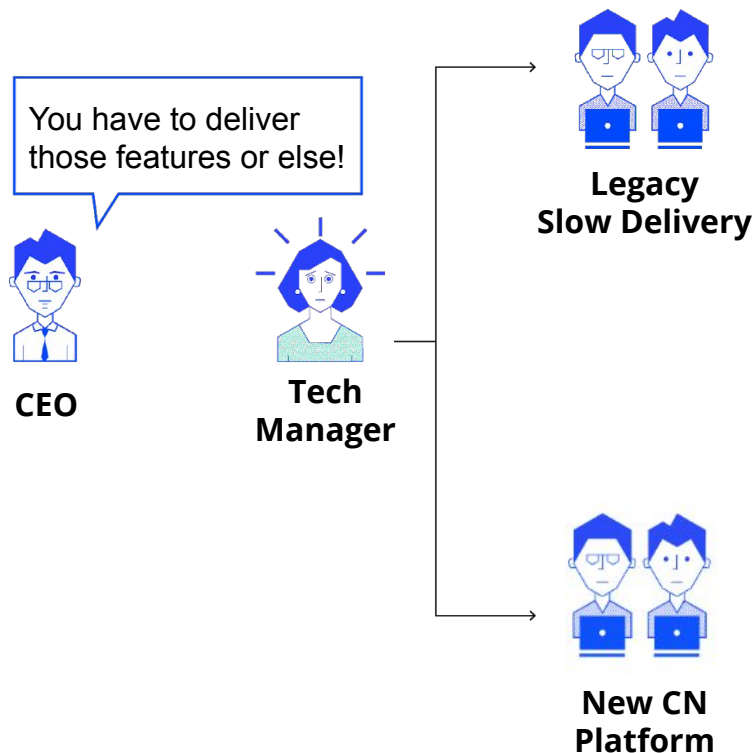 You have to deliver
those features or else!
CEO
Tech
Manager
Legacy
Slow Delivery
New CN
Platform